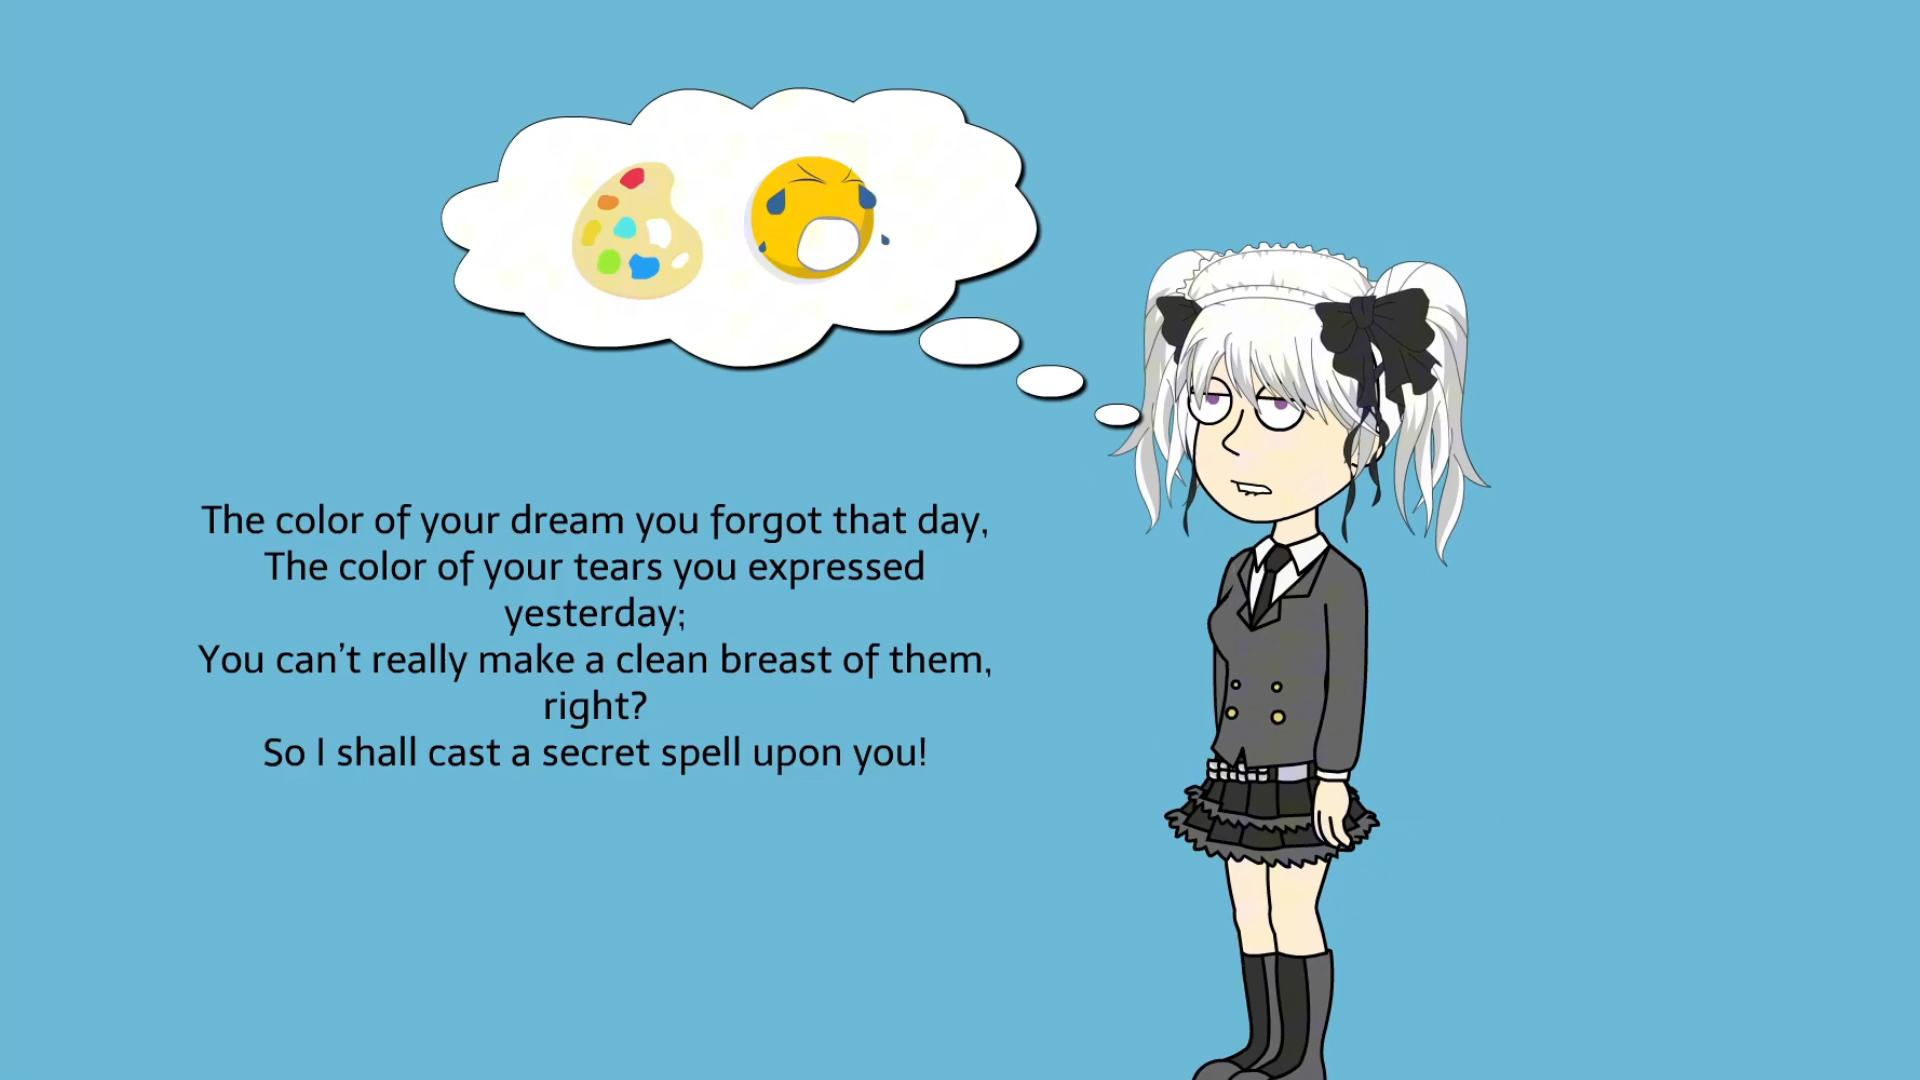 The color of your dream you forgot that day,
The color of your tears you expressed
yesterday;
You can’t really make a clean breast of them,
right?
So I shall cast a secret spell upon you!